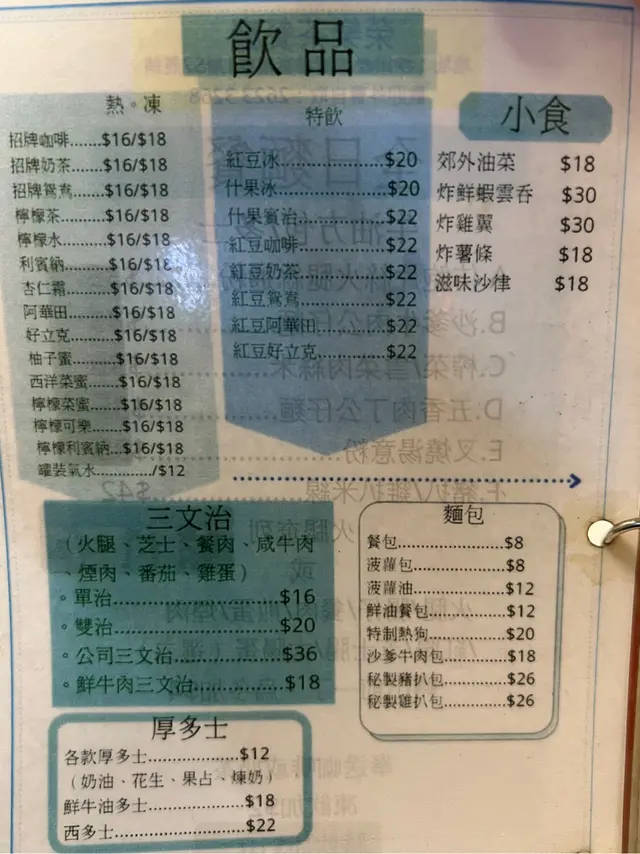 飲品
熱。凍
招牌咖啡.......$16/$18
招牌奶茶.......$16/$18
招牌鴛鴦.......$16/$18
檸檬茶.........$16/$18
檸檬水.........$16/$18
利賓納.........$16/$18
杏仁霜.........$16/$18
阿華田.........$16/$18
好立克.........$16/$18
柚子蜜.........$16/$18
西洋菜蜜.......$16/$18
檸檬菜蜜.......$16/$18
檸檬可樂.......$16/$18
檸檬利賓納...$16/$18
罐裝氣水............./$12
特飲
紅豆冰......................$20
什果冰......................$20
什果賓治..................$22
紅豆咖啡..................$22
紅豆奶茶..................$22
紅豆鴛鴦..................$22
紅豆阿華田..............$22
紅豆好立克..............$22
小食
郊外油菜 $18
炸鮮蝦雲吞 $30
炸雞翼 $30
炸薯條 $18
滋味沙律 $18
三文治
（火腿、芝士、餐肉、咸牛肉
、煙肉、番茄、雞蛋）
。單治.........................$16
。雙治.........................$20
。公司三文治................$36
。鮮牛肉三文治.............$18
麵包
餐包.......................$8
菠蘿包....................$8
菠蘿油....................$12
鮮油餐包................$12
特制熱狗................$20
沙爹牛肉包.............$18
秘製豬扒包.............$26
秘製雞扒包.............$26
厚多士
各款厚多士..................$12
（奶油、花生、果占、煉奶）
鮮牛油多士..................$18
西多士.........................$22